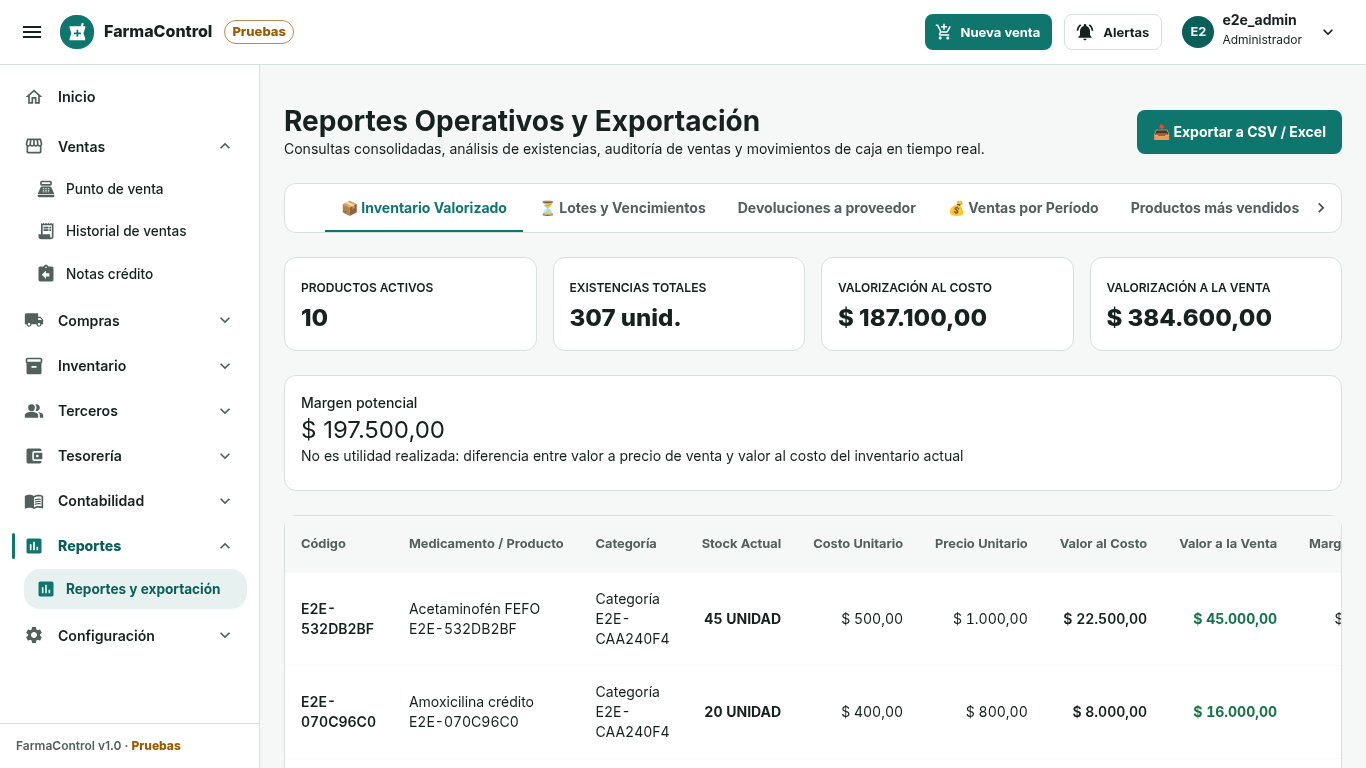 FarmaControl Pruebas
Nueva venta
Alertas
E2
e2e_admin
Administrador
Inicio
Ventas
Punto de venta
Historial de ventas
Notas crédito
Compras
Inventario
Terceros
Tesorería
Contabilidad
Reportes
Reportes y exportación
Configuración
FarmaControl v1.0 · Pruebas
Reportes Operativos y Exportación
Consultas consolidadas, análisis de existencias, auditoría de ventas y movimientos de caja en tiempo real.
Exportar a CSV / Excel
Inventario Valorizado
Lotes y Vencimientos
Devoluciones a proveedor
Ventas por Período
Productos más vendidos
PRODUCTOS ACTIVOS
10
EXISTENCIAS TOTALES
307 unid.
VALORIZACIÓN AL COSTO
$ 187.100,00
VALORIZACIÓN A LA VENTA
$ 384.600,00
Margen potencial
$ 197.500,00
No es utilidad realizada: diferencia entre valor a precio de venta y valor al costo del inventario actual
Código Medicamento / Producto Categoría Stock Actual Costo Unitario Precio Unitario Valor al Costo Valor a la Venta Marg
E2E-
532DB2BF
Acetaminofén FEFO
E2E-532DB2BF
Categoría
E2E-
CAA240F4
45 UNIDAD
$ 500,00
$ 1.000,00
$ 22.500,00
$ 45.000,00
$
E2E-
070C96C0
Amoxicilina crédito
E2E-070C96C0
Categoría
E2E-
CAA240F4
20 UNIDAD
$ 400,00
$ 800,00
$ 8.000,00
$ 16.000,00